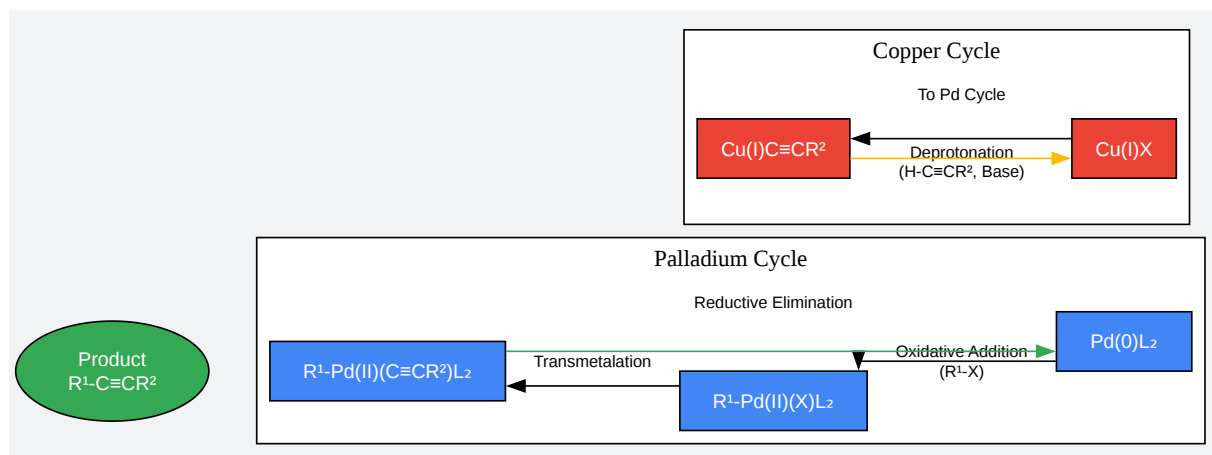 Copper Cycle
To Pd Cycle
Cu(I)C≡CR²
Cu(I)X
Deprotonation
(H-C≡CR², Base)
Palladium Cycle
Reductive Elimination
Product
R¹-C≡CR²
R¹-Pd(II)(C≡CR²)L₂
Transmetalation
R¹-Pd(II)(X)L₂
Oxidative Addition
(R¹-X)
Pd(0)L₂